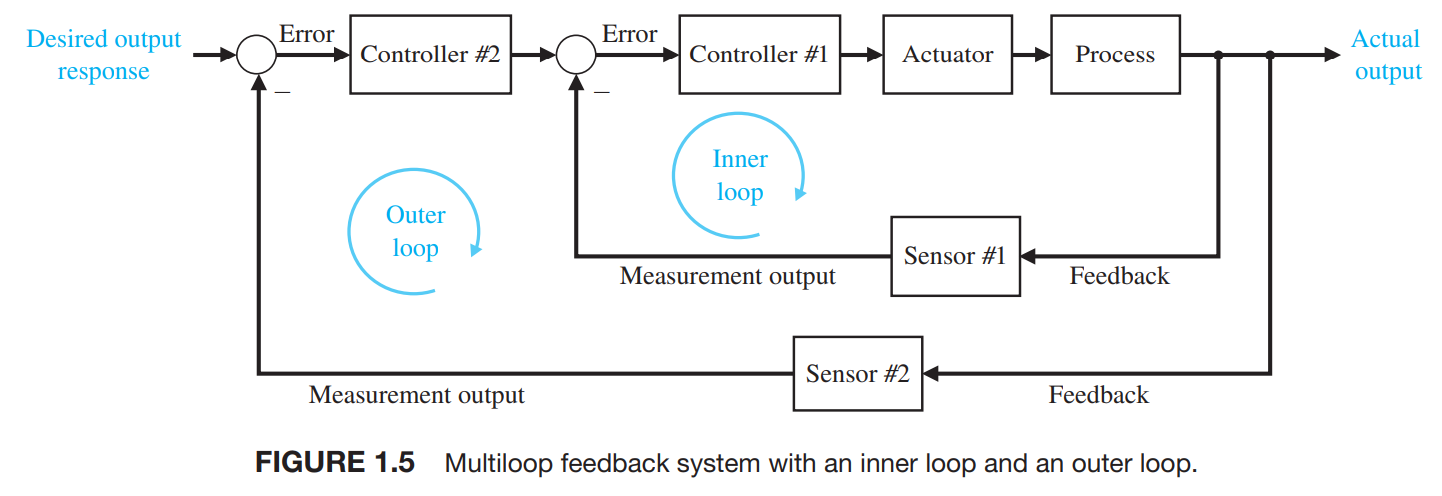 Desired output
response
Error
Controller #2
Error
Controller #1
Actuator
Process
Actual
output
–
–
Inner
loop
Outer
loop
Sensor #1
Measurement output
Feedback
Sensor #2
Measurement output
Feedback
FIGURE 1.5 Multiloop feedback system with an inner loop and an outer loop.